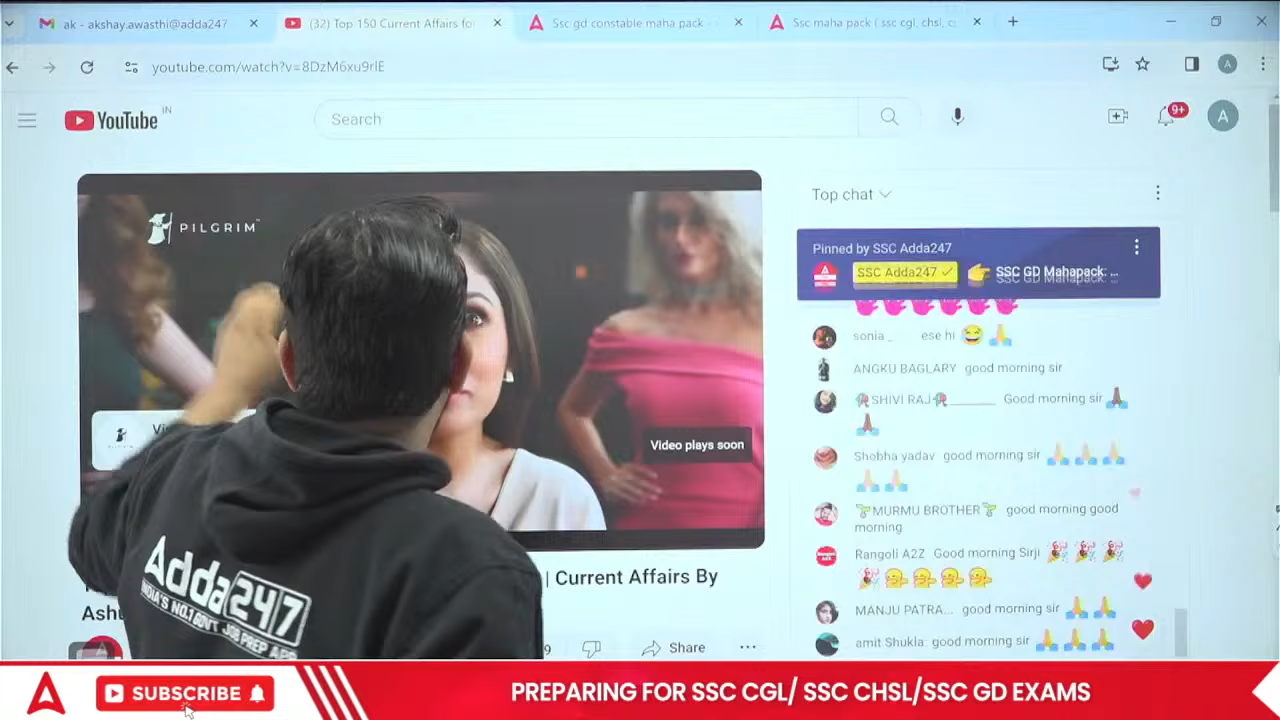 ak - akshay.awasthi@adda247
(32) Top 150 Current Affairs fo
Ssc gd constable maha pack
Ssc maha pack ( ssc cgl, chsl, c
youtube.com/watch?v=8DzM6xu9rlE
YouTube IN
Search
9+
A
PILGRIM
Video plays soon
Top chat
Pinned by SSC Adda247
SSC Adda247 ✓ 👉 SSC GD Mahapack: ...
sonia_ ese hi 😂🙏
ANGKU BAGLARY good morning sir
🥀SHIVI RAJ🥀________ Good morning sir 🙏🏾
🙏🏾
Shobha yadav good morning sir 🙏🙏🙏
🙏🙏
🌱MURMU BROTHER🌱 good morning good
morning
Rangoli A2Z Good morning Sirji 🎉🎉🎉
🎉🤗🤗🤗🤗
MANJU PATRA... good morning sir 🙏🙏
amit Shukla good morning sir 🙏🙏🙏
| Current Affairs By
Ashu
9
Share
Adda247
INDIA'S NO.1 GOVT JOB PREP APP
SUBSCRIBE
PREPARING FOR SSC CGL/ SSC CHSL/SSC GD EXAMS